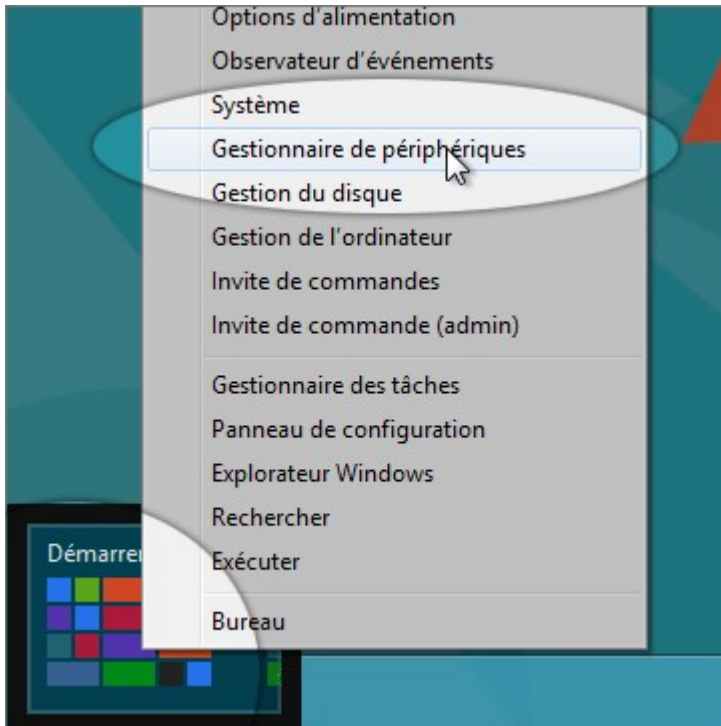 Options d'alimentation
Observateur d'événements
Système
Gestionnaire de périphériques
Gestion du disque
Gestion de l'ordinateur
Invite de commandes
Invite de commande (admin)
Gestionnaire des tâches
Panneau de configuration
Explorateur Windows
Rechercher
Démarrer
Exécuter
Bureau